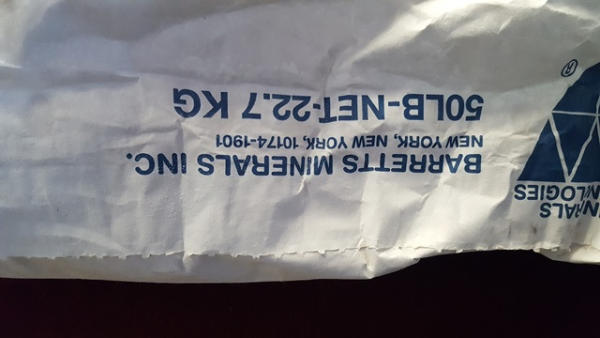 BARRETTS MINERALS INC.
NEW YORK, NEW YORK, 10174-1901
50LB-NET-22.7 KG
®